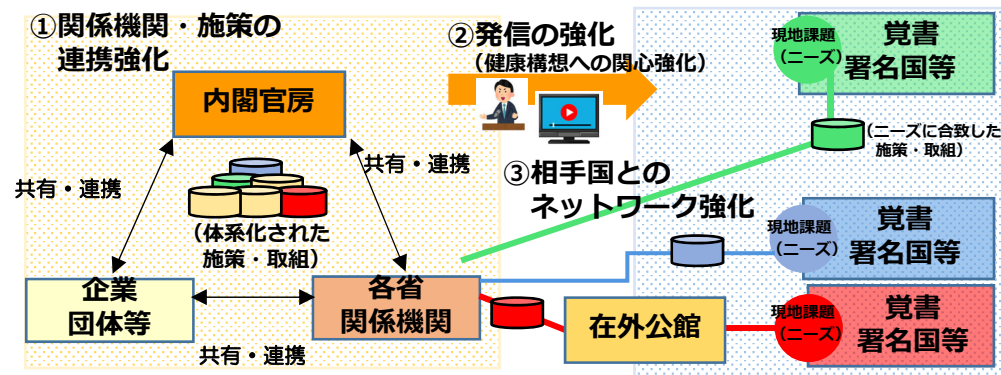 ①関係機関・施策の
連携強化
内閣官房
共有・連携
共有・連携
（体系化された
施策・取組）
企業
団体等
各省
関係機関
共有・連携
②発信の強化
（健康構想への関心強化）
③相手国との
ネットワーク強化
在外公館
現地課題
（ニーズ）
覚書
署名国等
（ニーズに合致した
施策・取組）
現地課題
（ニーズ）
覚書
署名国等
現地課題
（ニーズ）
覚書
署名国等